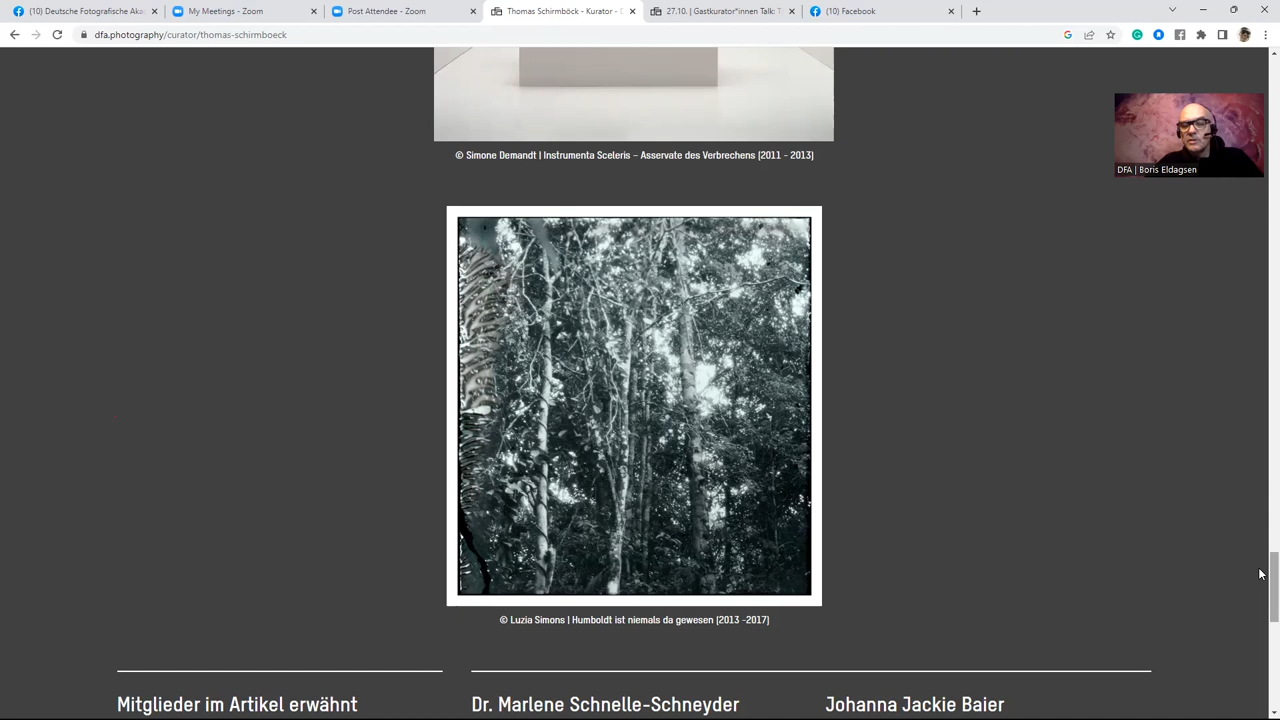 (10) Deutsche Fotografische Aka
My Meetings - Zoom
Post Attendee - Zoom
Thomas Schirmböck - Kurator - D
27.10. | Gastkurator*innen Talk: T
(10) Facebook
dfa.photography/curator/thomas-schirmboeck
DFA | Boris Eldagsen
© Simone Demandt | Instrumenta Sceleris – Asservate des Verbrechens (2011 - 2013)
© Luzia Simons | Humboldt ist niemals da gewesen (2013 -2017)
Mitglieder im Artikel erwähnt
Dr. Marlene Schnelle-Schneyder
Johanna Jackie Baier